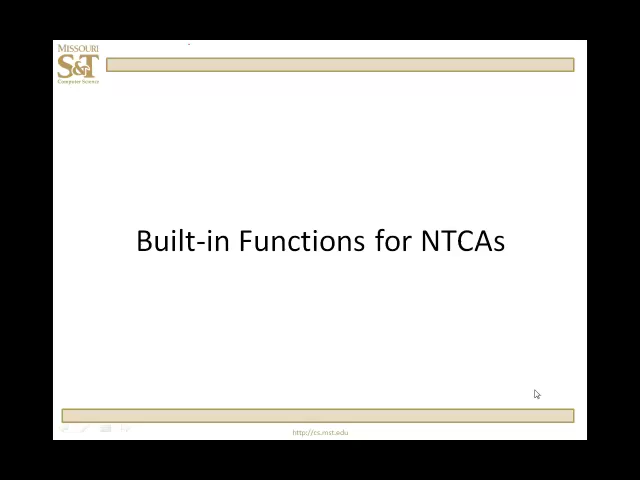 MISSOURI
S&T
Computer Science
Built-in Functions for NTCAs
http://cs.mst.edu